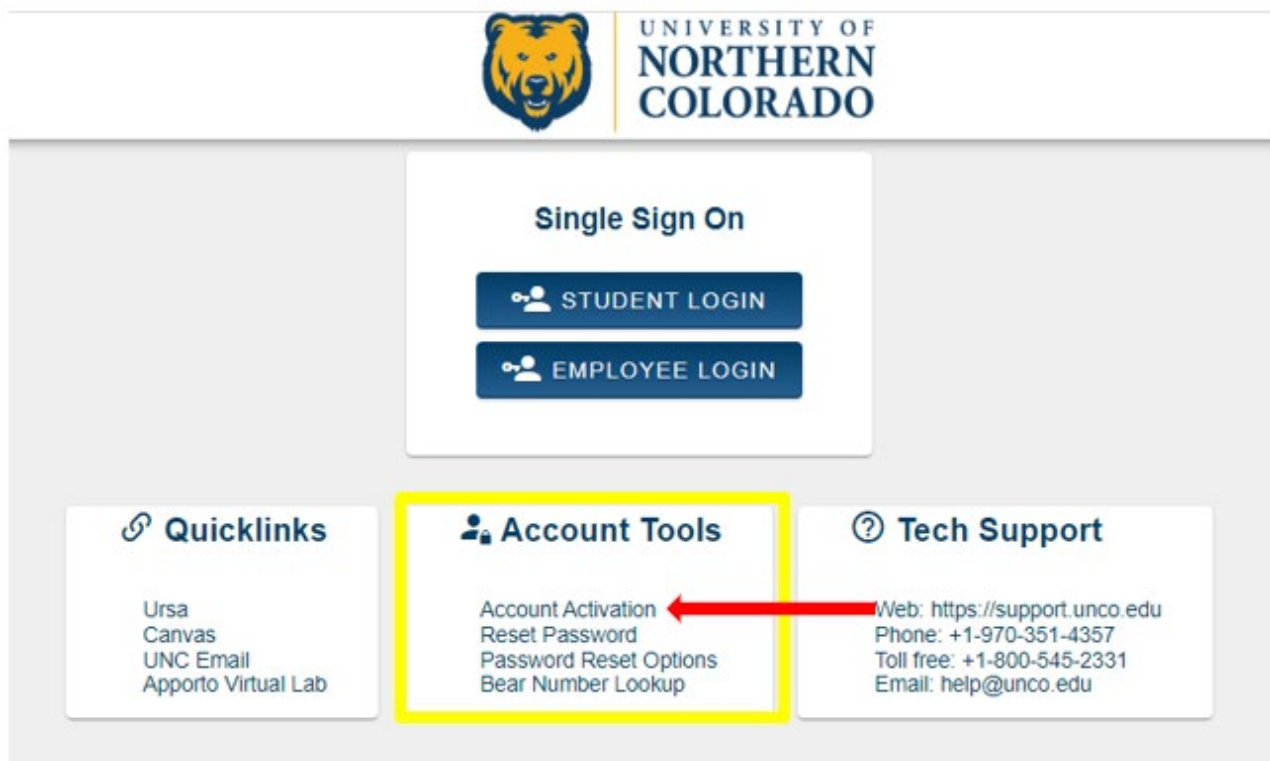 UNIVERSITY OF
NORTHERN
COLORADO
Single Sign On
STUDENT LOGIN
EMPLOYEE LOGIN
Quicklinks
Ursa
Canvas
UNC Email
Apporto Virtual Lab
Account Tools
Account Activation
Reset Password
Password Reset Options
Bear Number Lookup
Tech Support
Web: https://support.unco.edu
Phone: +1-970-351-4357
Toll free: +1-800-545-2331
Email: help@unco.edu